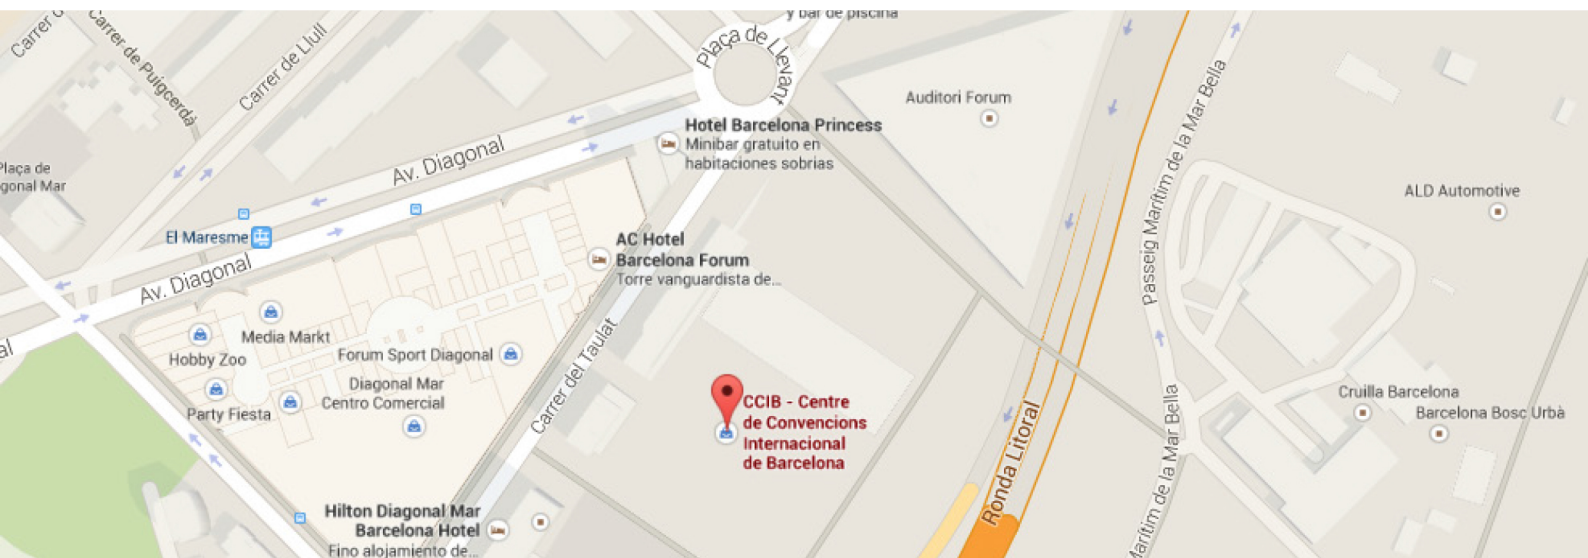 y bar de piscina
Carrer de Puigcerdà
Carrer de Llull
Plaça de Llevant
Auditori Forum
Passeig Marítim de la Mar Bella
Hotel Barcelona Princess
Minibar gratuito en
habitaciones sobrias
Av. Diagonal
Plaça de
gonal Mar
ALD Automotive
El Maresme
AC Hotel
Barcelona Forum
Torre vanguardista de...
Av. Diagonal
Media Markt
Hobby Zoo
Forum Sport Diagonal
Carrer del Taulat
Diagonal Mar
Centro Comercial
Party Fiesta
CCIB - Centre
de Convencions
Internacional
de Barcelona
Cruilla Barcelona
Barcelona Bosc Urbà
Ronda Litoral
Marítim de la Mar Bella
Hilton Diagonal Mar
Barcelona Hotel
Fino alojamiento de...